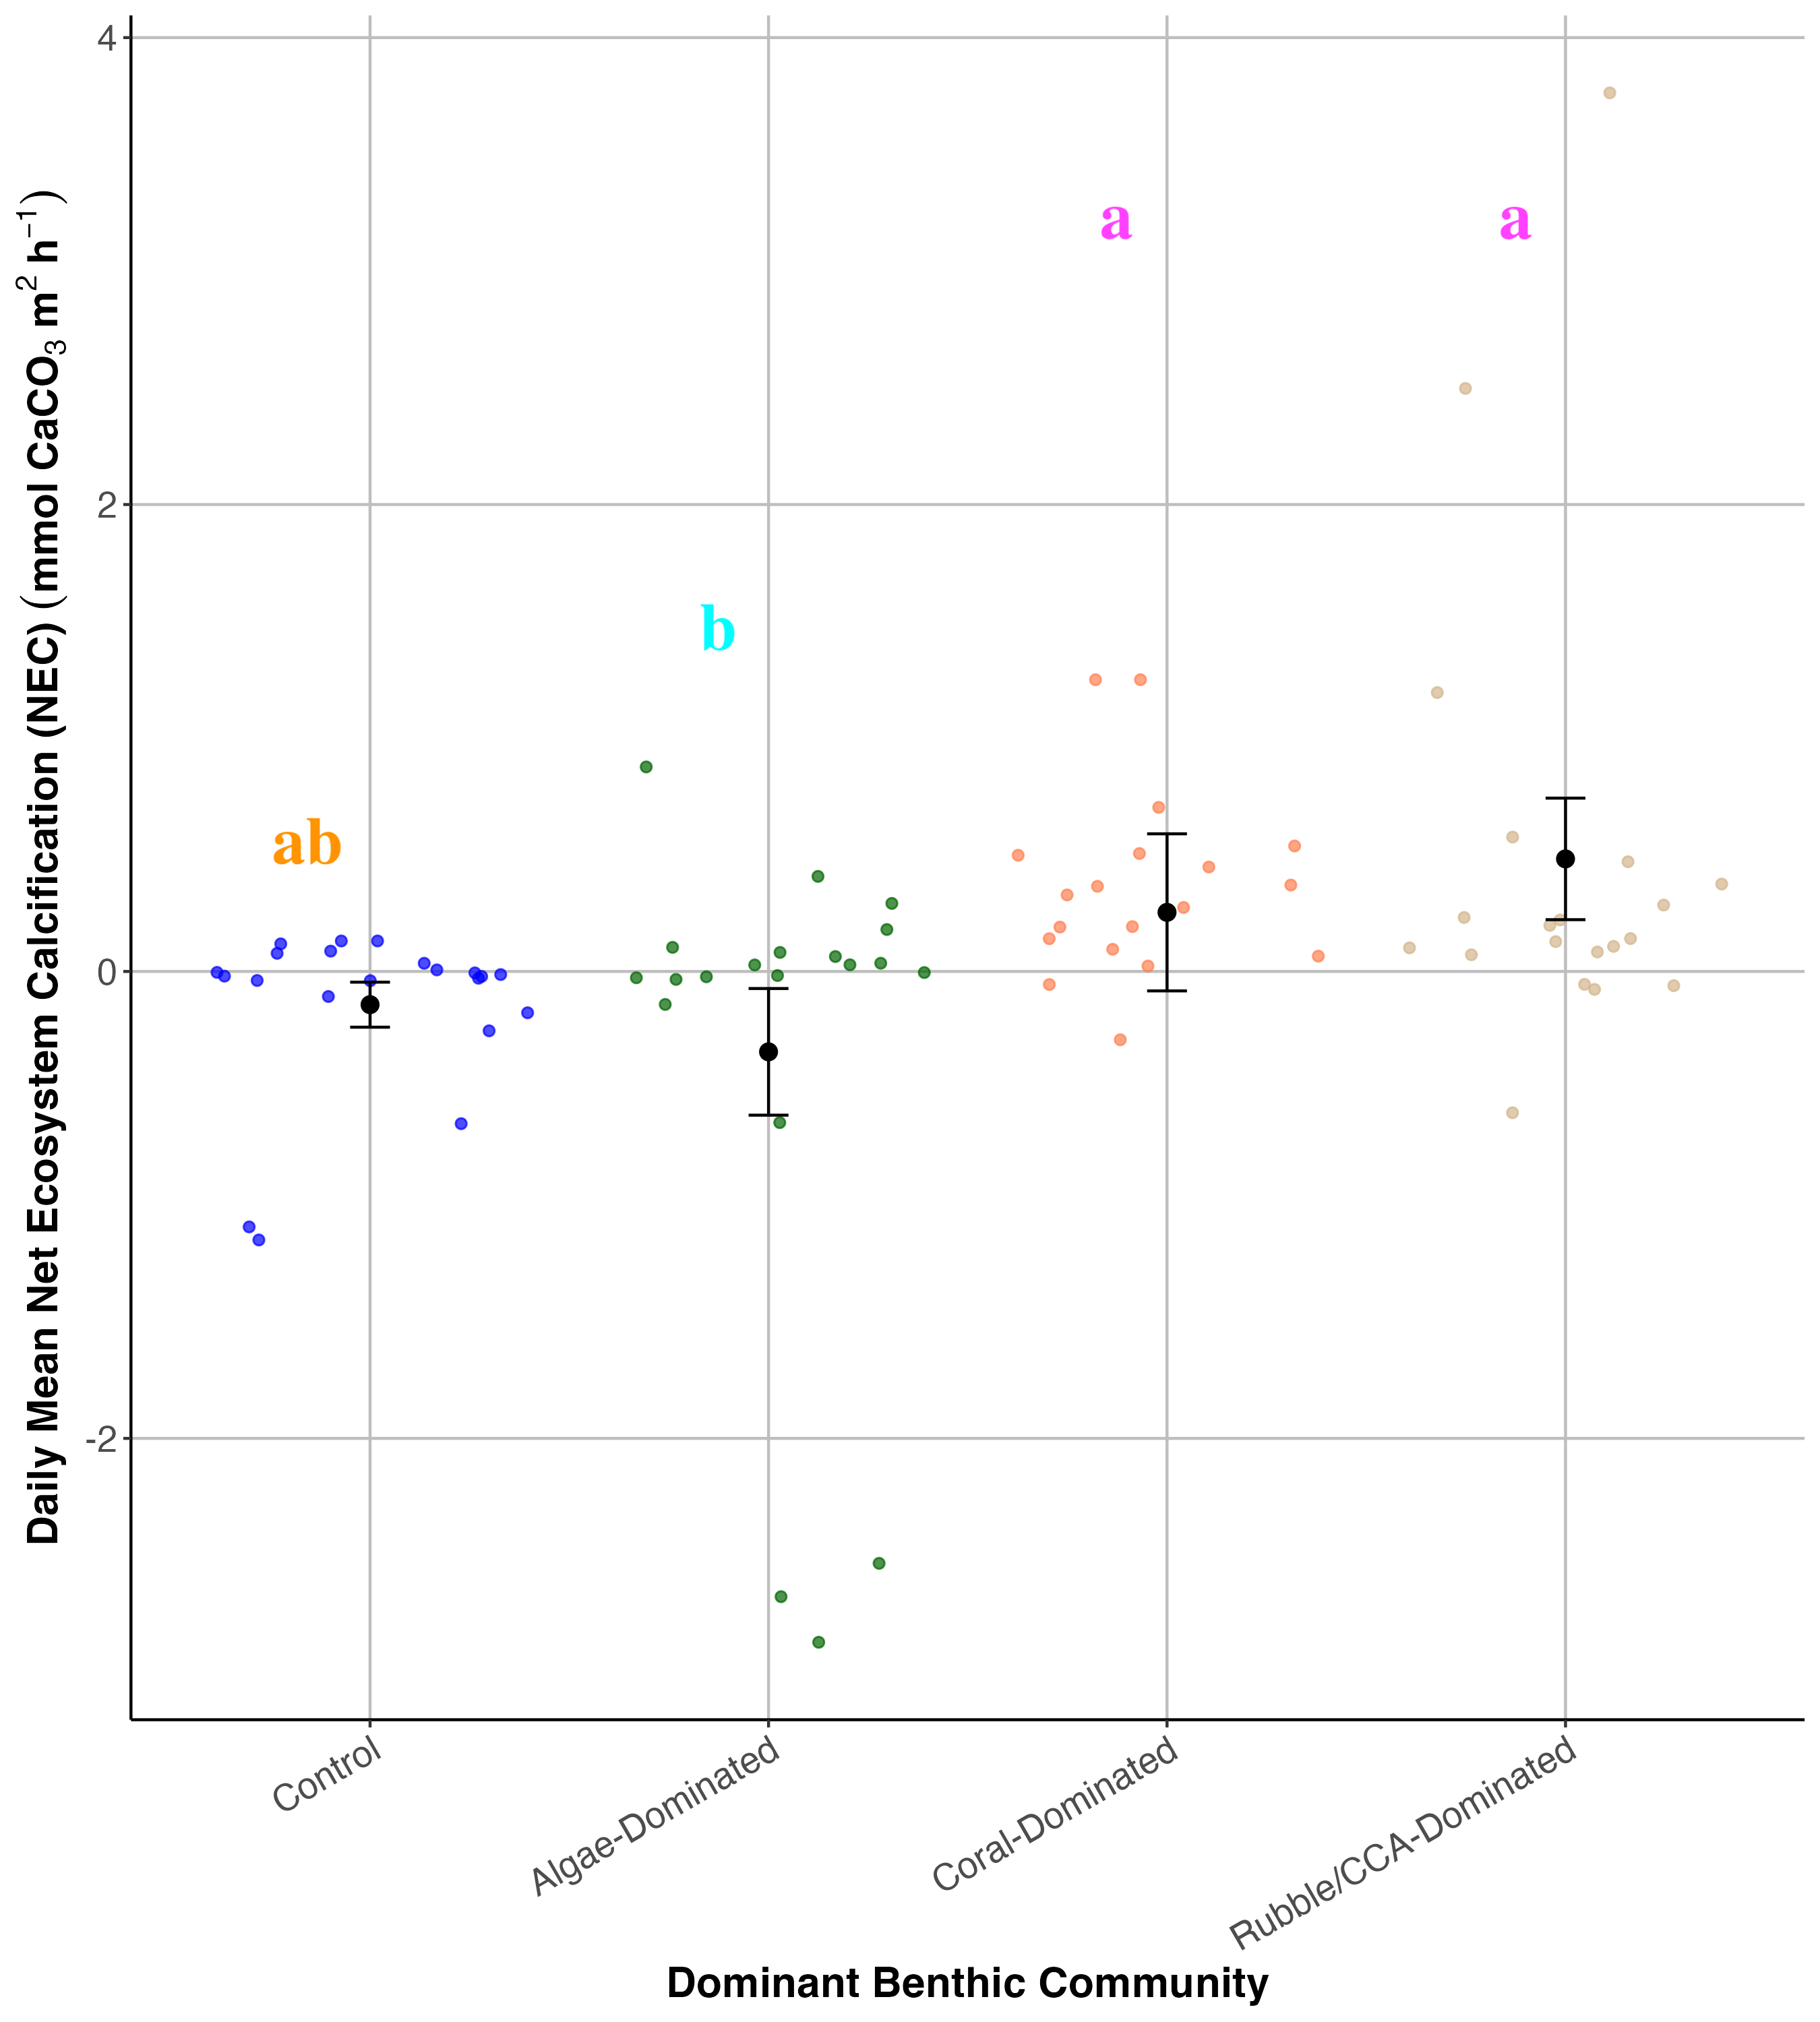 Daily Mean Net Ecosystem Calcification (NEC) (mmol CaCO₃ m² h⁻¹)
4
2
0
-2
a
a
b
ab
Control
Algae-Dominated
Coral-Dominated
Rubble/CCA-Dominated
Dominant Benthic Community